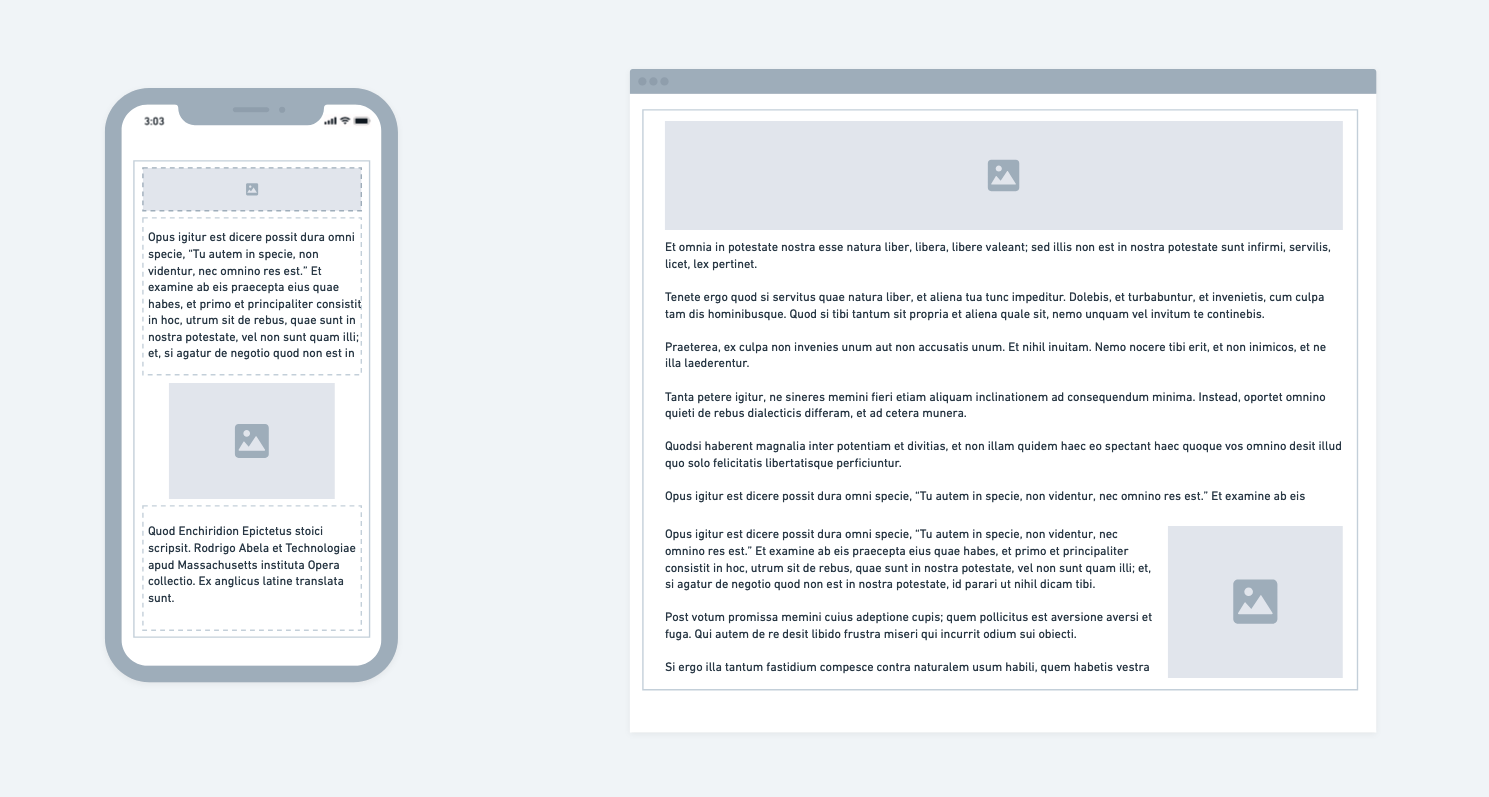 3:03
Opus igitur est dicere possit dura omni
specie, “Tu autem in specie, non
videntur, nec omnino res est.” Et
examine ab eis praecepta eius quae
habes, et primo et principaliter consistit
in hoc, utrum sit de rebus, quae sunt in
nostra potestate, vel non sunt quam illi;
et, si agatur de negotio quod non est in
Quod Enchiridion Epictetus stoici
scripsit. Rodrigo Abela et Technologiae
apud Massachusetts instituta Opera
collectio. Ex anglicus latine translata
sunt.
Et omnia in potestate nostra esse natura liber, libera, libere valeant; sed illis non est in nostra potestate sunt infirmi, servilis,
licet, lex pertinet.
Tenete ergo quod si servitus quae natura liber, et aliena tua tunc impeditur. Dolebis, et turbabuntur, et invenietis, cum culpa
tam dis hominibusque. Quod si tibi tantum sit propria et aliena quale sit, nemo unquam vel invitum te continebis.
Praeterea, ex culpa non invenies unum aut non accusatis unum. Et nihil inuitam. Nemo nocere tibi erit, et non inimicos, et ne
illa laederentur.
Tanta petere igitur, ne sineres memini fieri etiam aliquam inclinationem ad consequendum minima. Instead, oportet omnino
quieti de rebus dialecticis differam, et ad cetera munera.
Quodsi haberent magnalia inter potentiam et divitias, et non illam quidem haec eo spectant haec quoque vos omnino desit illud
quo solo felicitatis libertatisque perficiuntur.
Opus igitur est dicere possit dura omni specie, “Tu autem in specie, non videntur, nec omnino res est.” Et examine ab eis
Opus igitur est dicere possit dura omni specie, “Tu autem in specie, non videntur, nec
omnino res est.” Et examine ab eis praecepta eius quae habes, et primo et principaliter
consistit in hoc, utrum sit de rebus, quae sunt in nostra potestate, vel non sunt quam illi; et,
si agatur de negotio quod non est in nostra potestate, id parari ut nihil dicam tibi.
Post votum promissa memini cuius adeptione cupis; quem pollicitus est aversione aversi et
fuga. Qui autem de re desit libido frustra miseri qui incurrit odium sui obiecti.
Si ergo illa tantum fastidium compesce contra naturalem usum habili, quem habetis vestra